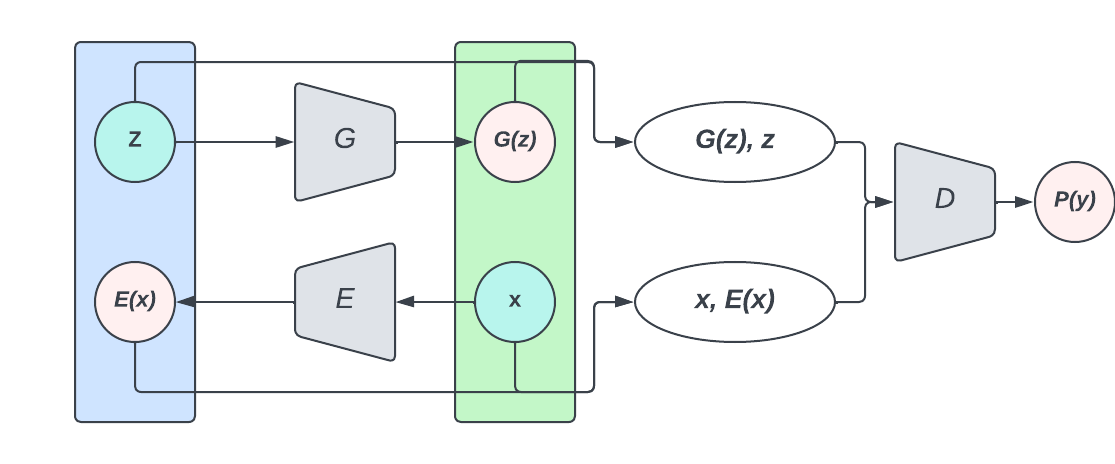 z
G
G(z)
G(z), z
D
P(y)
E(x)
E
x
x, E(x)